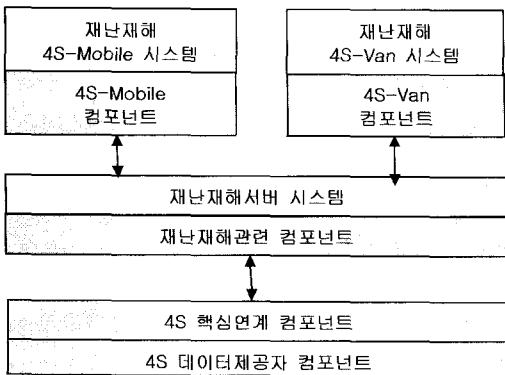 재난재해
4S-Mobile 시스템
4S-Mobile
컴포넌트
재난재해
4S-Van 시스템
4S-Van
컴포넌트
재난재해서버 시스템
재난재해관련 컴포넌트
4S 핵심연계 컴포넌트
4S 데이터제공자 컴포넌트